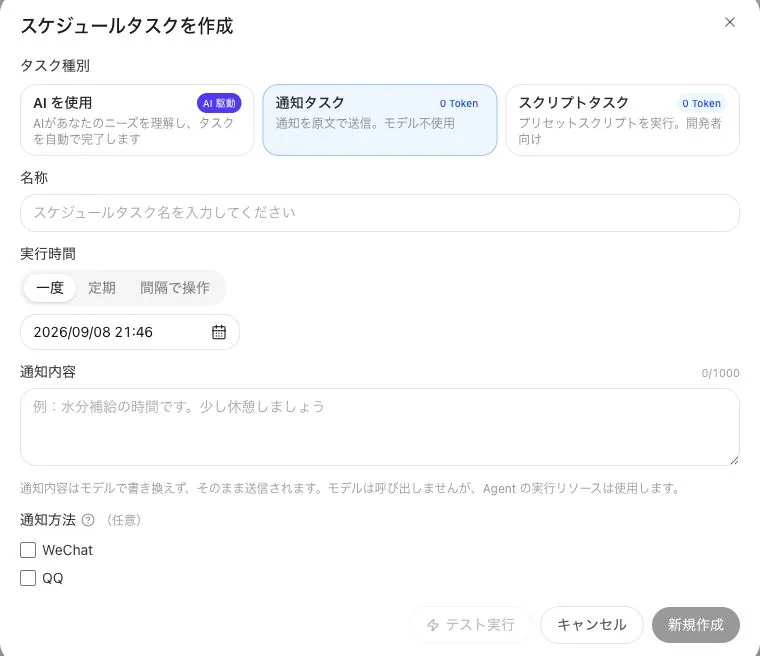 スケジュールタスクを作成
タスク種別
AI を使用
AI 駆動
AIがあなたのニーズを理解し、タスク
を自動で完了します
通知タスク
0 Token
通知を原文で送信。モデル不使用
スクリプトタスク
0 Token
プリセットスクリプトを実行。開発者
向け
名称
スケジュールタスク名を入力してください
実行時間
一度 定期 間隔で操作
2026/09/08 21:46
通知内容
0/1000
例：水分補給の時間です。少し休憩しましょう
通知内容はモデルで書き換えず、そのまま送信されます。モデルは呼び出しませんが、Agent の実行リソースは使用します。
通知方法 （任意）
WeChat
QQ
テスト実行 キャンセル 新規作成